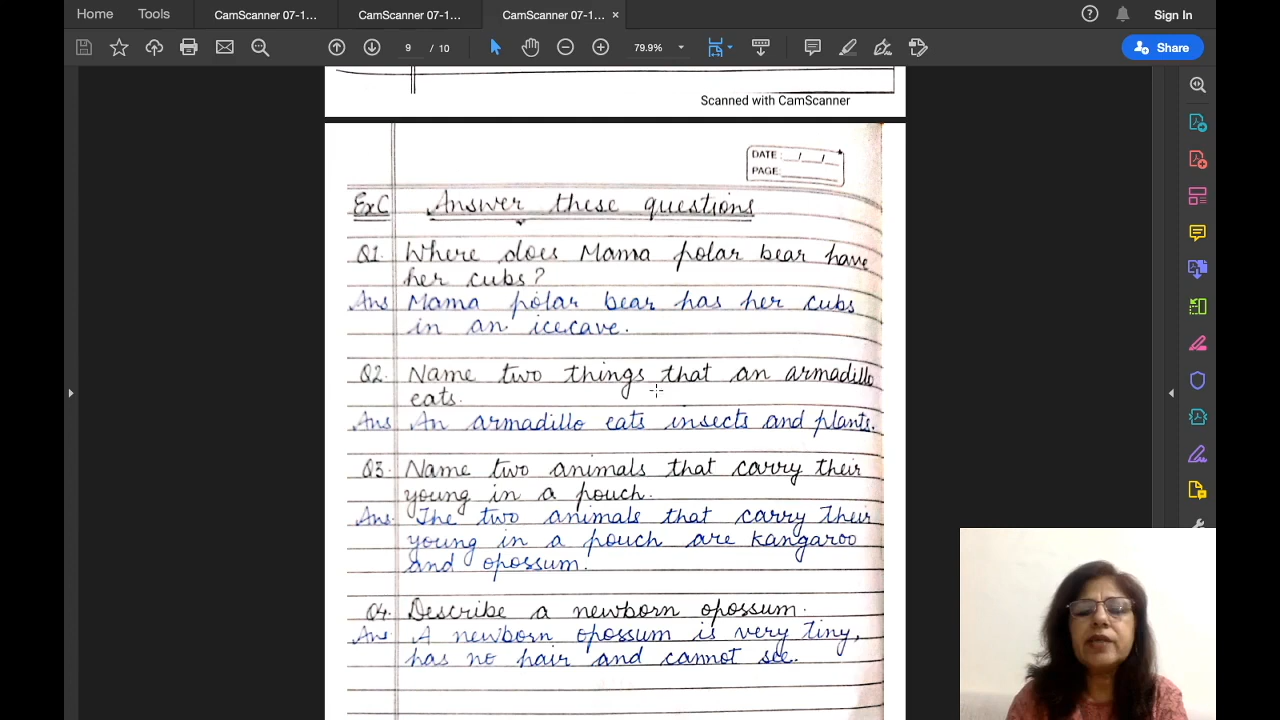 Home Tools CamScanner 07-1... CamScanner 07-1... CamScanner 07-1... × Sign In
9 / 10 79.9% Share
Scanned with CamScanner
DATE: __/__/__
PAGE:
ExC Answer these questions
Q1. Where does Mama polar bear have
her cubs?
Ans Mama polar bear has her cubs
in an icecave.
Q2. Name two things that an armadillo
eats.
Ans An armadillo eats insects and plants.
Q3. Name two animals that carry their
young in a pouch.
Ans. The two animals that carry their
young in a pouch are kangaroo
and opossum.
Q4. Describe a newborn opossum.
Ans. A newborn opossum is very tiny,
has no hair and cannot see.